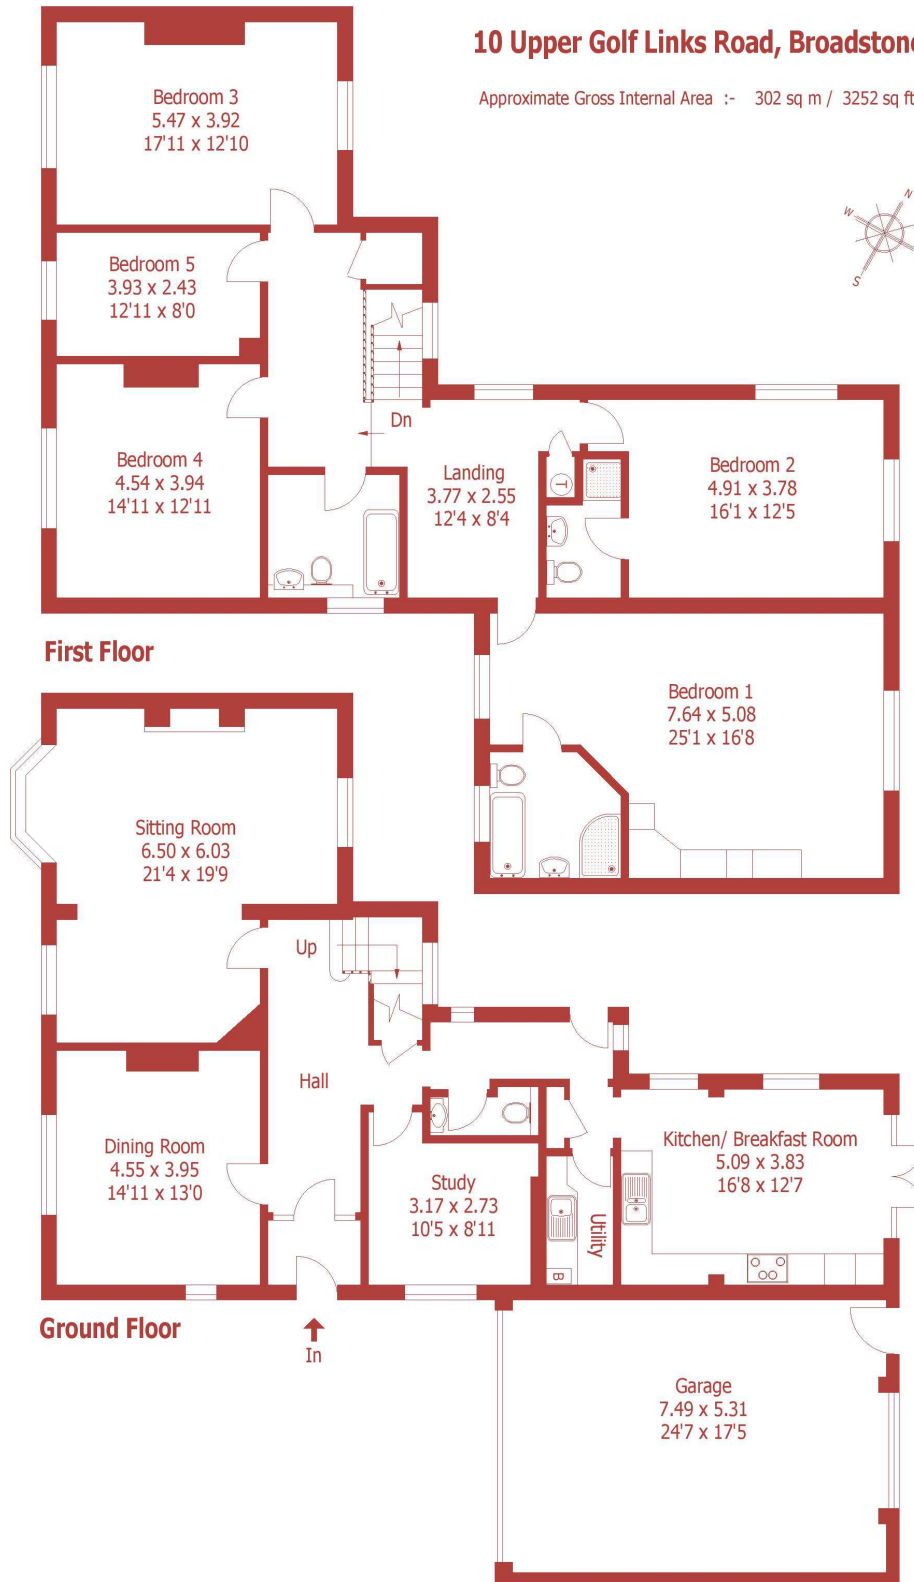 10 Upper Golf Links Road, Broadstone
Approximate Gross Internal Area :- 302 sq m / 3252 sq ft
N
W
S
Bedroom 3
5.47 x 3.92
17'11 x 12'10
Bedroom 5
3.93 x 2.43
12'11 x 8'0
Bedroom 4
4.54 x 3.94
14'11 x 12'11
Dn
Landing
3.77 x 2.55
12'4 x 8'4
T
Bedroom 2
4.91 x 3.78
16'1 x 12'5
First Floor
Bedroom 1
7.64 x 5.08
25'1 x 16'8
Sitting Room
6.50 x 6.03
21'4 x 19'9
Up
Hall
Dining Room
4.55 x 3.95
14'11 x 13'0
Study
3.17 x 2.73
10'5 x 8'11
Utility
B
Kitchen/ Breakfast Room
5.09 x 3.83
16'8 x 12'7
Ground Floor
In
Garage
7.49 x 5.31
24'7 x 17'5